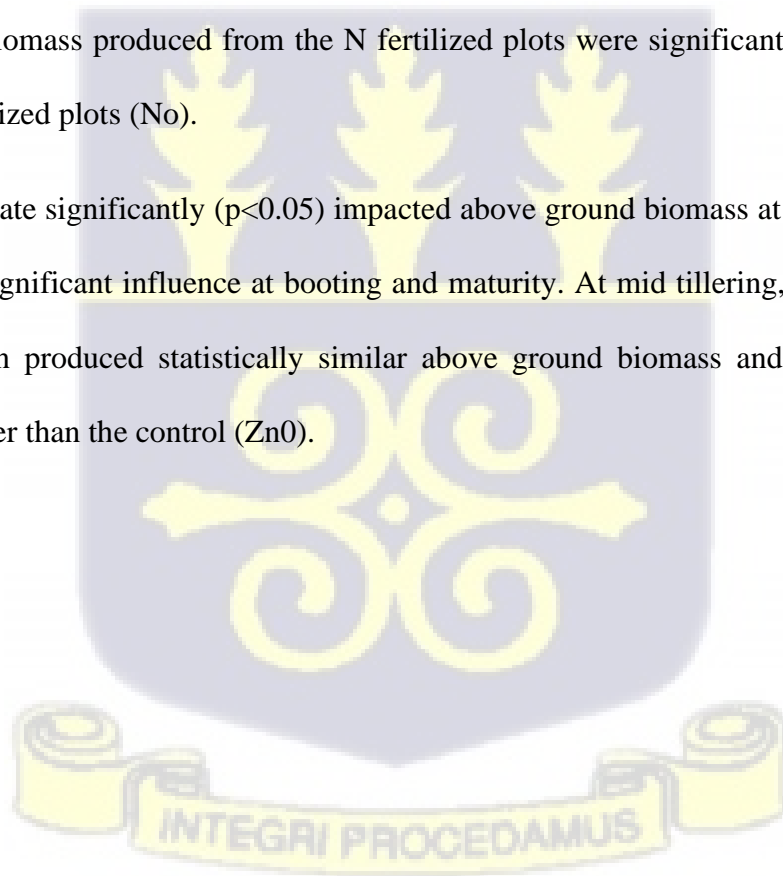 iomass produced from the N fertilized plots were significant
ized plots (No).
ate significantly (p<0.05) impacted above ground biomass at
gnificant influence at booting and maturity. At mid tillering,
n produced statistically similar above ground biomass and
er than the control (Zn0).
INTEGRI PROCEDAMUS